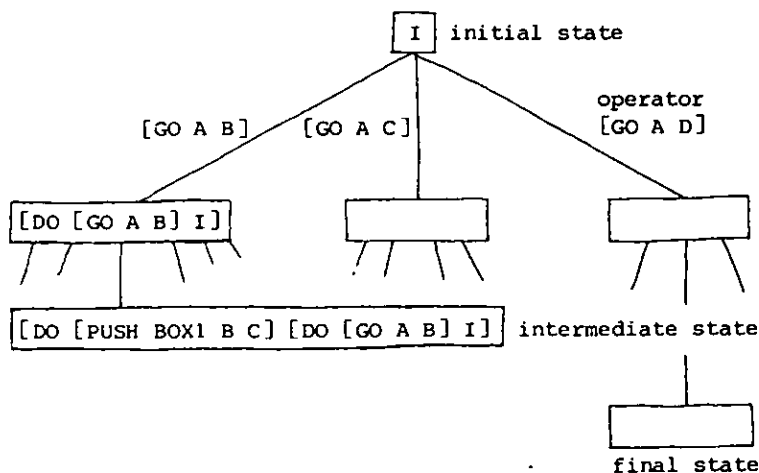 I initial state
operator
[GO A B] [GO A C] [GO A D]
[DO [GO A B] I]
[DO [PUSH BOX1 B C] [DO [GO A B] I] intermediate state
final state